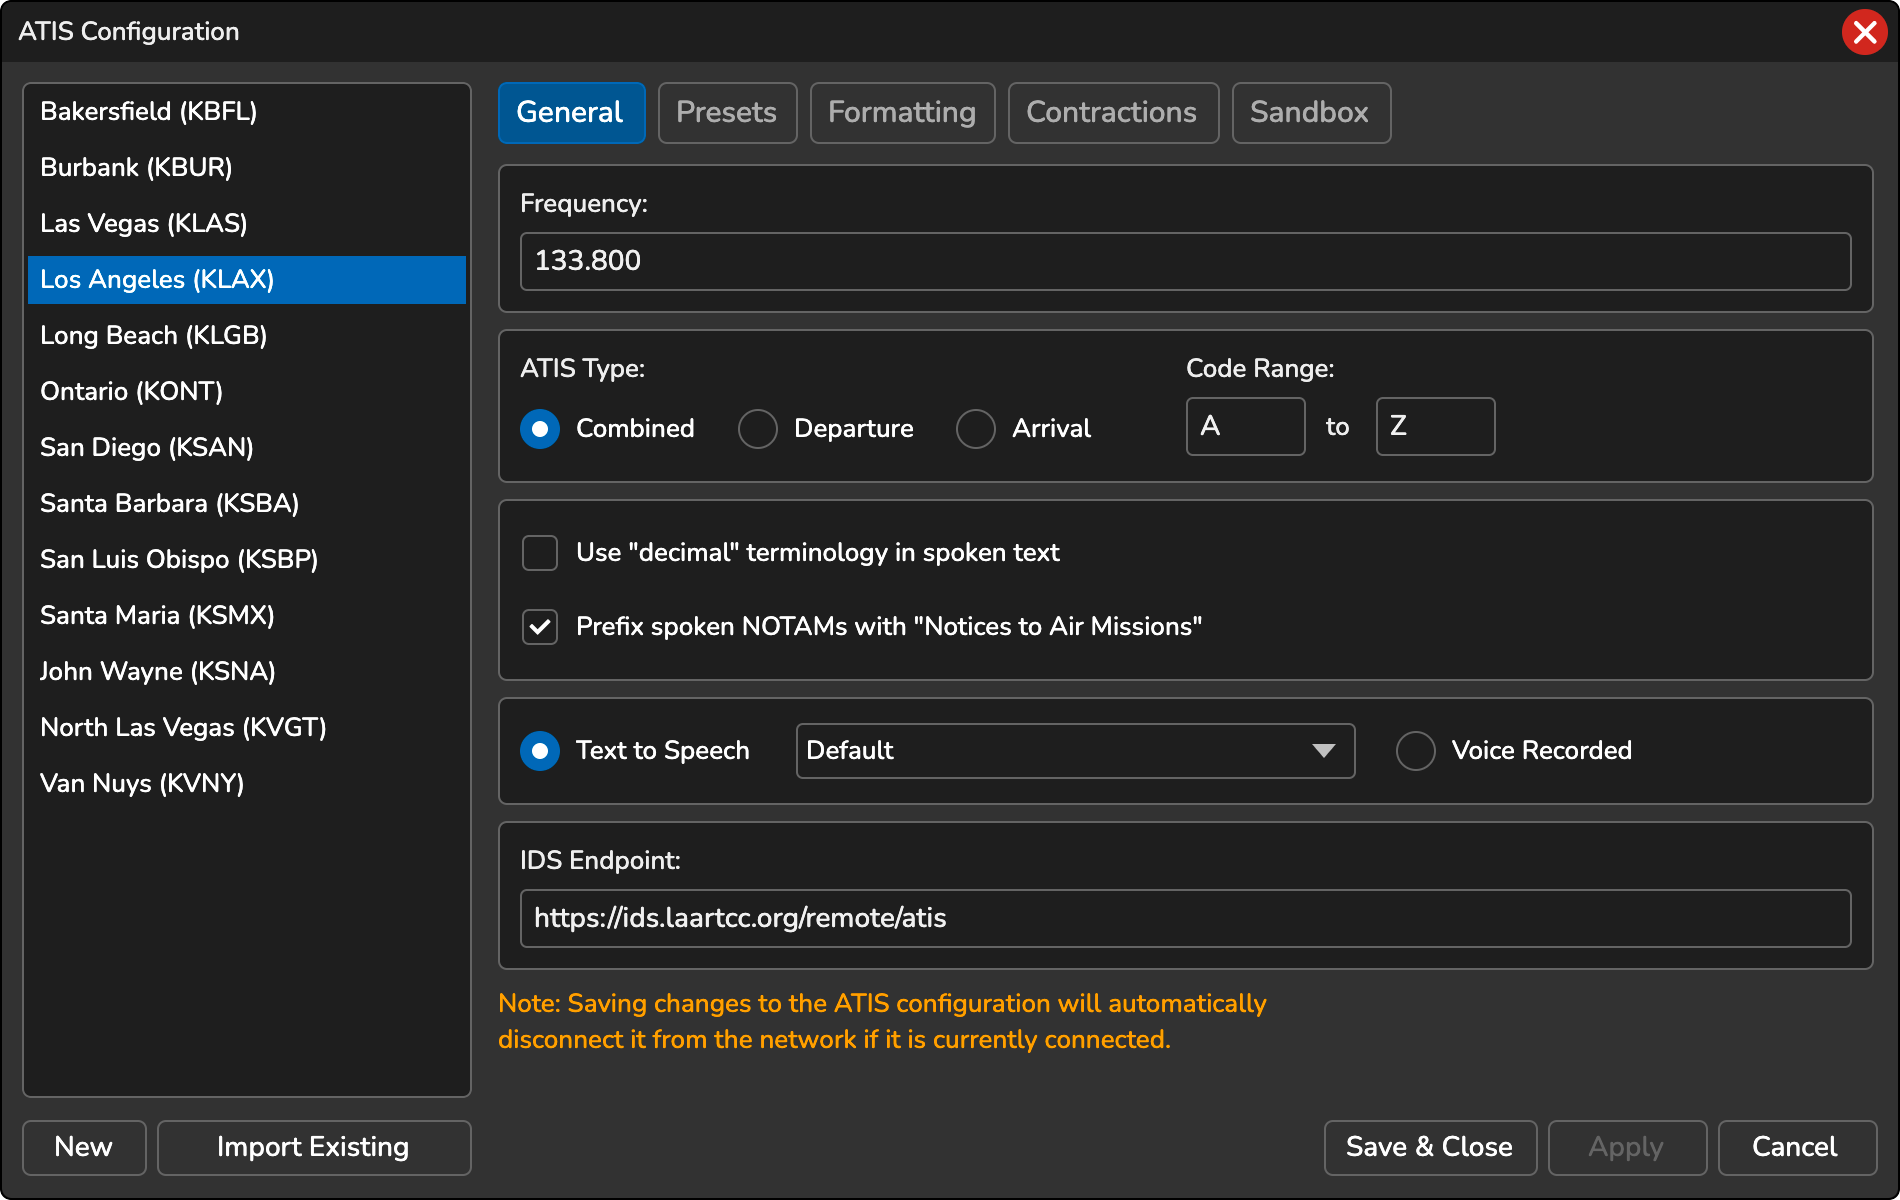 ATIS Configuration
Bakersfield (KBFL)
Burbank (KBUR)
Las Vegas (KLAS)
Los Angeles (KLAX)
Long Beach (KLGB)
Ontario (KONT)
San Diego (KSAN)
Santa Barbara (KSBA)
San Luis Obispo (KSBP)
Santa Maria (KSMX)
John Wayne (KSNA)
North Las Vegas (KVGT)
Van Nuys (KVNY)
New Import Existing
General Presets Formatting Contractions Sandbox
Frequency:
133.800
ATIS Type: Code Range:
Combined Departure Arrival A to Z
Use "decimal" terminology in spoken text
Prefix spoken NOTAMs with "Notices to Air Missions"
Text to Speech Default Voice Recorded
IDS Endpoint:
https://ids.laartcc.org/remote/atis
Note: Saving changes to the ATIS configuration will automatically
disconnect it from the network if it is currently connected.
Save & Close Apply Cancel